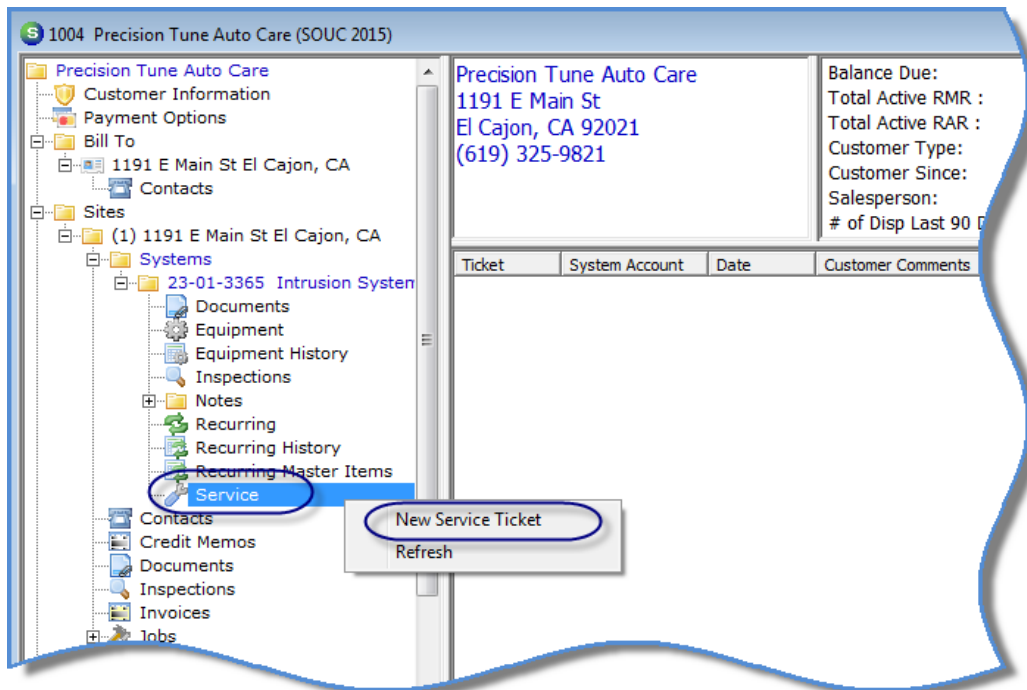 1004 Precision Tune Auto Care (SOUC 2015)
Precision Tune Auto Care
Customer Information
Payment Options
Bill To
1191 E Main St El Cajon, CA
Contacts
Sites
(1) 1191 E Main St El Cajon, CA
Systems
23-01-3365 Intrusion System
Documents
Equipment
Equipment History
Inspections
Notes
Recurring
Recurring History
Recurring Master Items
Service
Contacts
Credit Memos
Documents
Inspections
Invoices
Jobs
New Service Ticket
Refresh
Precision Tune Auto Care
1191 E Main St
El Cajon, CA 92021
(619) 325-9821
Balance Due:
Total Active RMR :
Total Active RAR :
Customer Type:
Customer Since:
Salesperson:
# of Disp Last 90 D
Ticket System Account Date Customer Comments